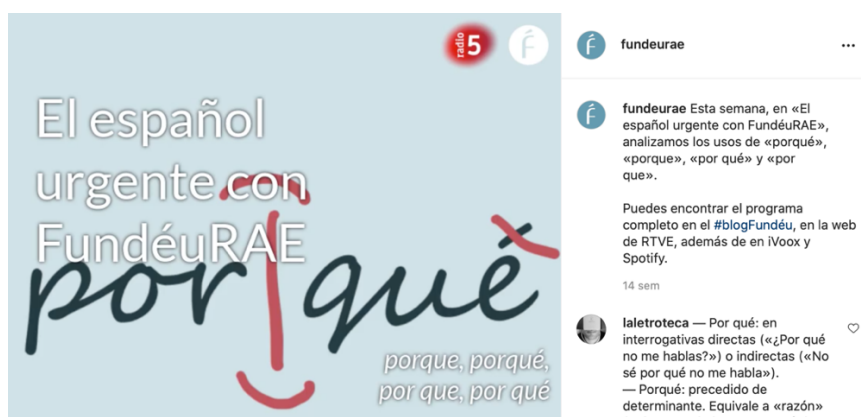 radio 5
É
El español
urgente con
FundéuRAE
por qué
porque, porqué,
por que, por qué
É
fundeurae
...
É
fundeurae Esta semana, en «El
español urgente con FundéuRAE»,
analizamos los usos de «porqué»,
«porque», «por qué» y «por
que».
Puedes encontrar el programa
completo en el #blogFundéu, en la web
de RTVE, además de en iVoox y
Spotify.
14 sem
laletroteca — Por qué: en
interrogativas directas («¿Por qué
no me hablas?») o indirectas («No
sé por qué no me habla»).
— Porqué: precedido de
determinante. Equivale a «razón»